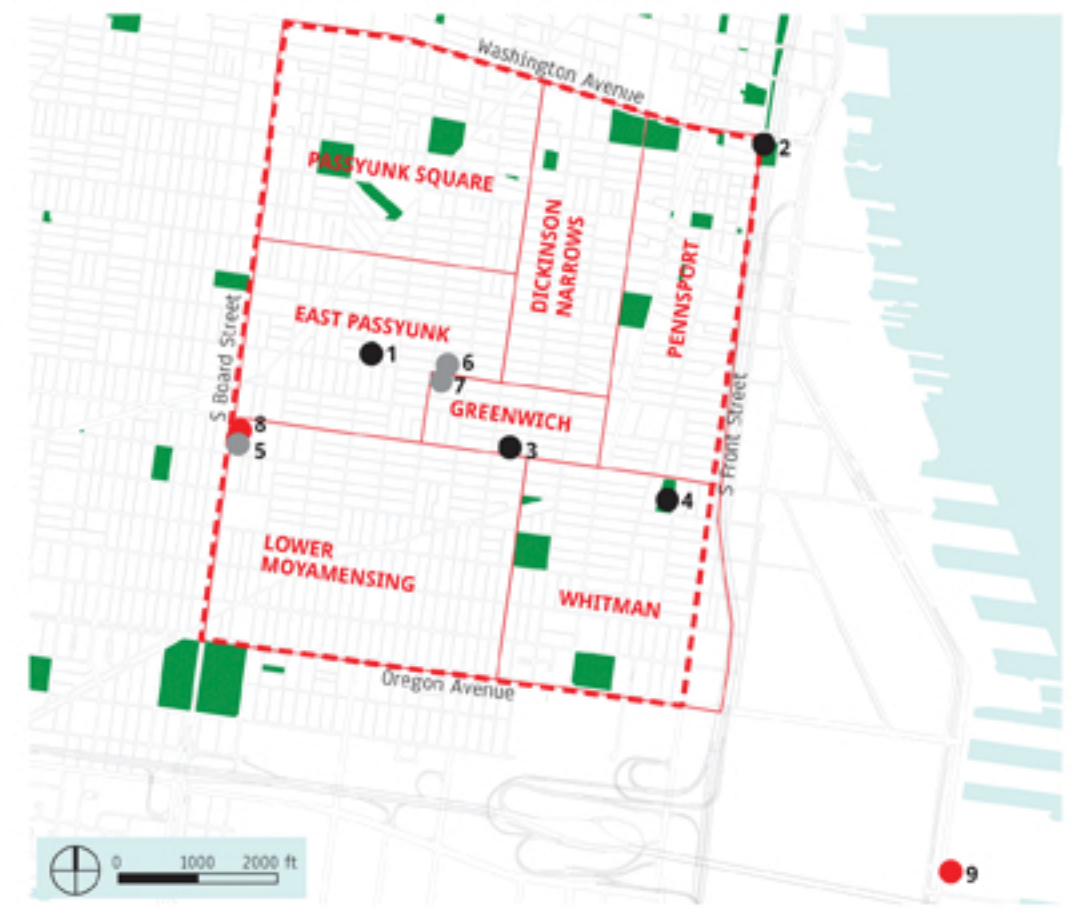 Washington Avenue
2
PASSYUNK SQUARE
DICKINSON
NARROWS
PENNSPORT
EAST PASSYUNK
1
6
7
S Board Street
GREENWICH
S Front Street
8
5
3
4
LOWER
MOYAMENSING
WHITMAN
Oregon Avenue
0 1000 2000 ft
9